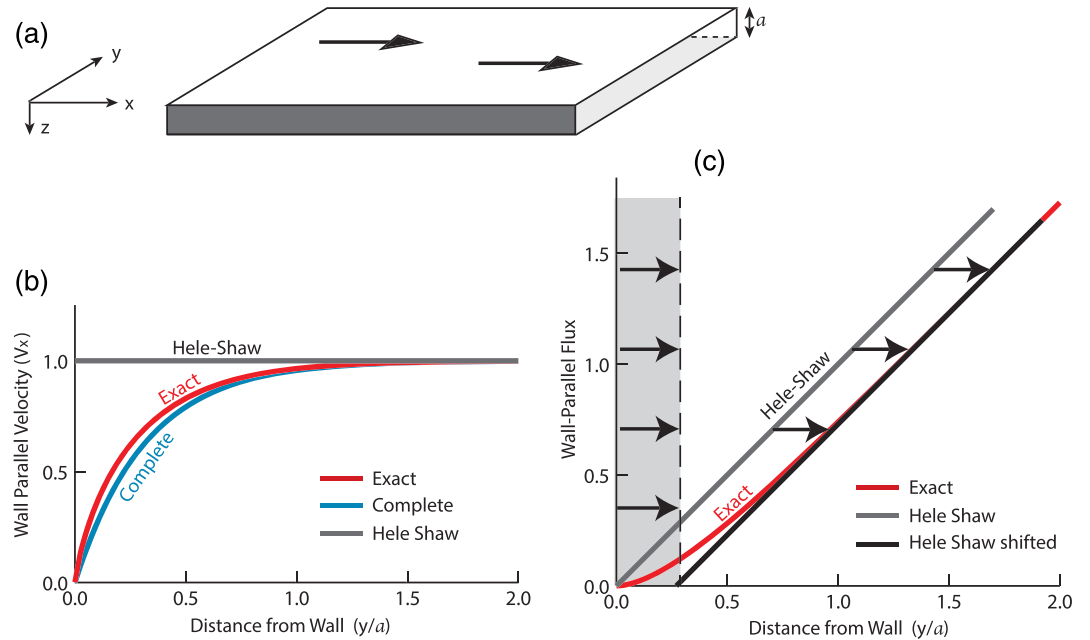 (a)
a
y
x
z
(b)
Wall Parallel Velocity (Vx)
1.0
0.5
0.0
Hele-Shaw
Exact
Complete
Exact
Complete
Hele Shaw
0.0 0.5 1.0 1.5 2.0
Distance from Wall (y/a)
(c)
Wall-Parallel Flux
1.5
1.0
0.5
0.0
Hele-Shaw
Exact
Exact
Hele Shaw
Hele Shaw shifted
0.0 0.5 1.0 1.5 2.0
Distance from Wall (y/a)